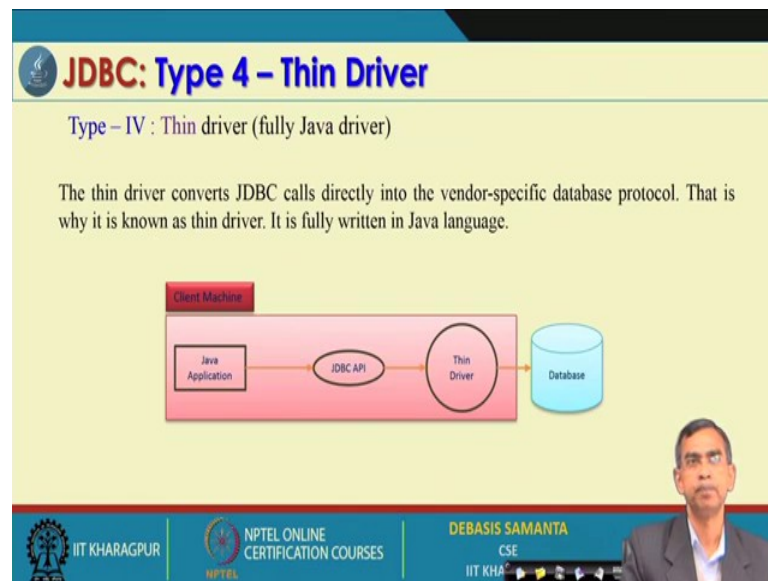 JDBC: Type 4 – Thin Driver
Type – IV : Thin driver (fully Java driver)
The thin driver converts JDBC calls directly into the vendor-specific database protocol. That is
why it is known as thin driver. It is fully written in Java language.
Client Machine
Java
Application
JDBC API
Thin
Driver
Database
IIT KHARAGPUR
NPTEL
NPTEL ONLINE
CERTIFICATION COURSES
DEBASIS SAMANTA
CSE
IIT KHA